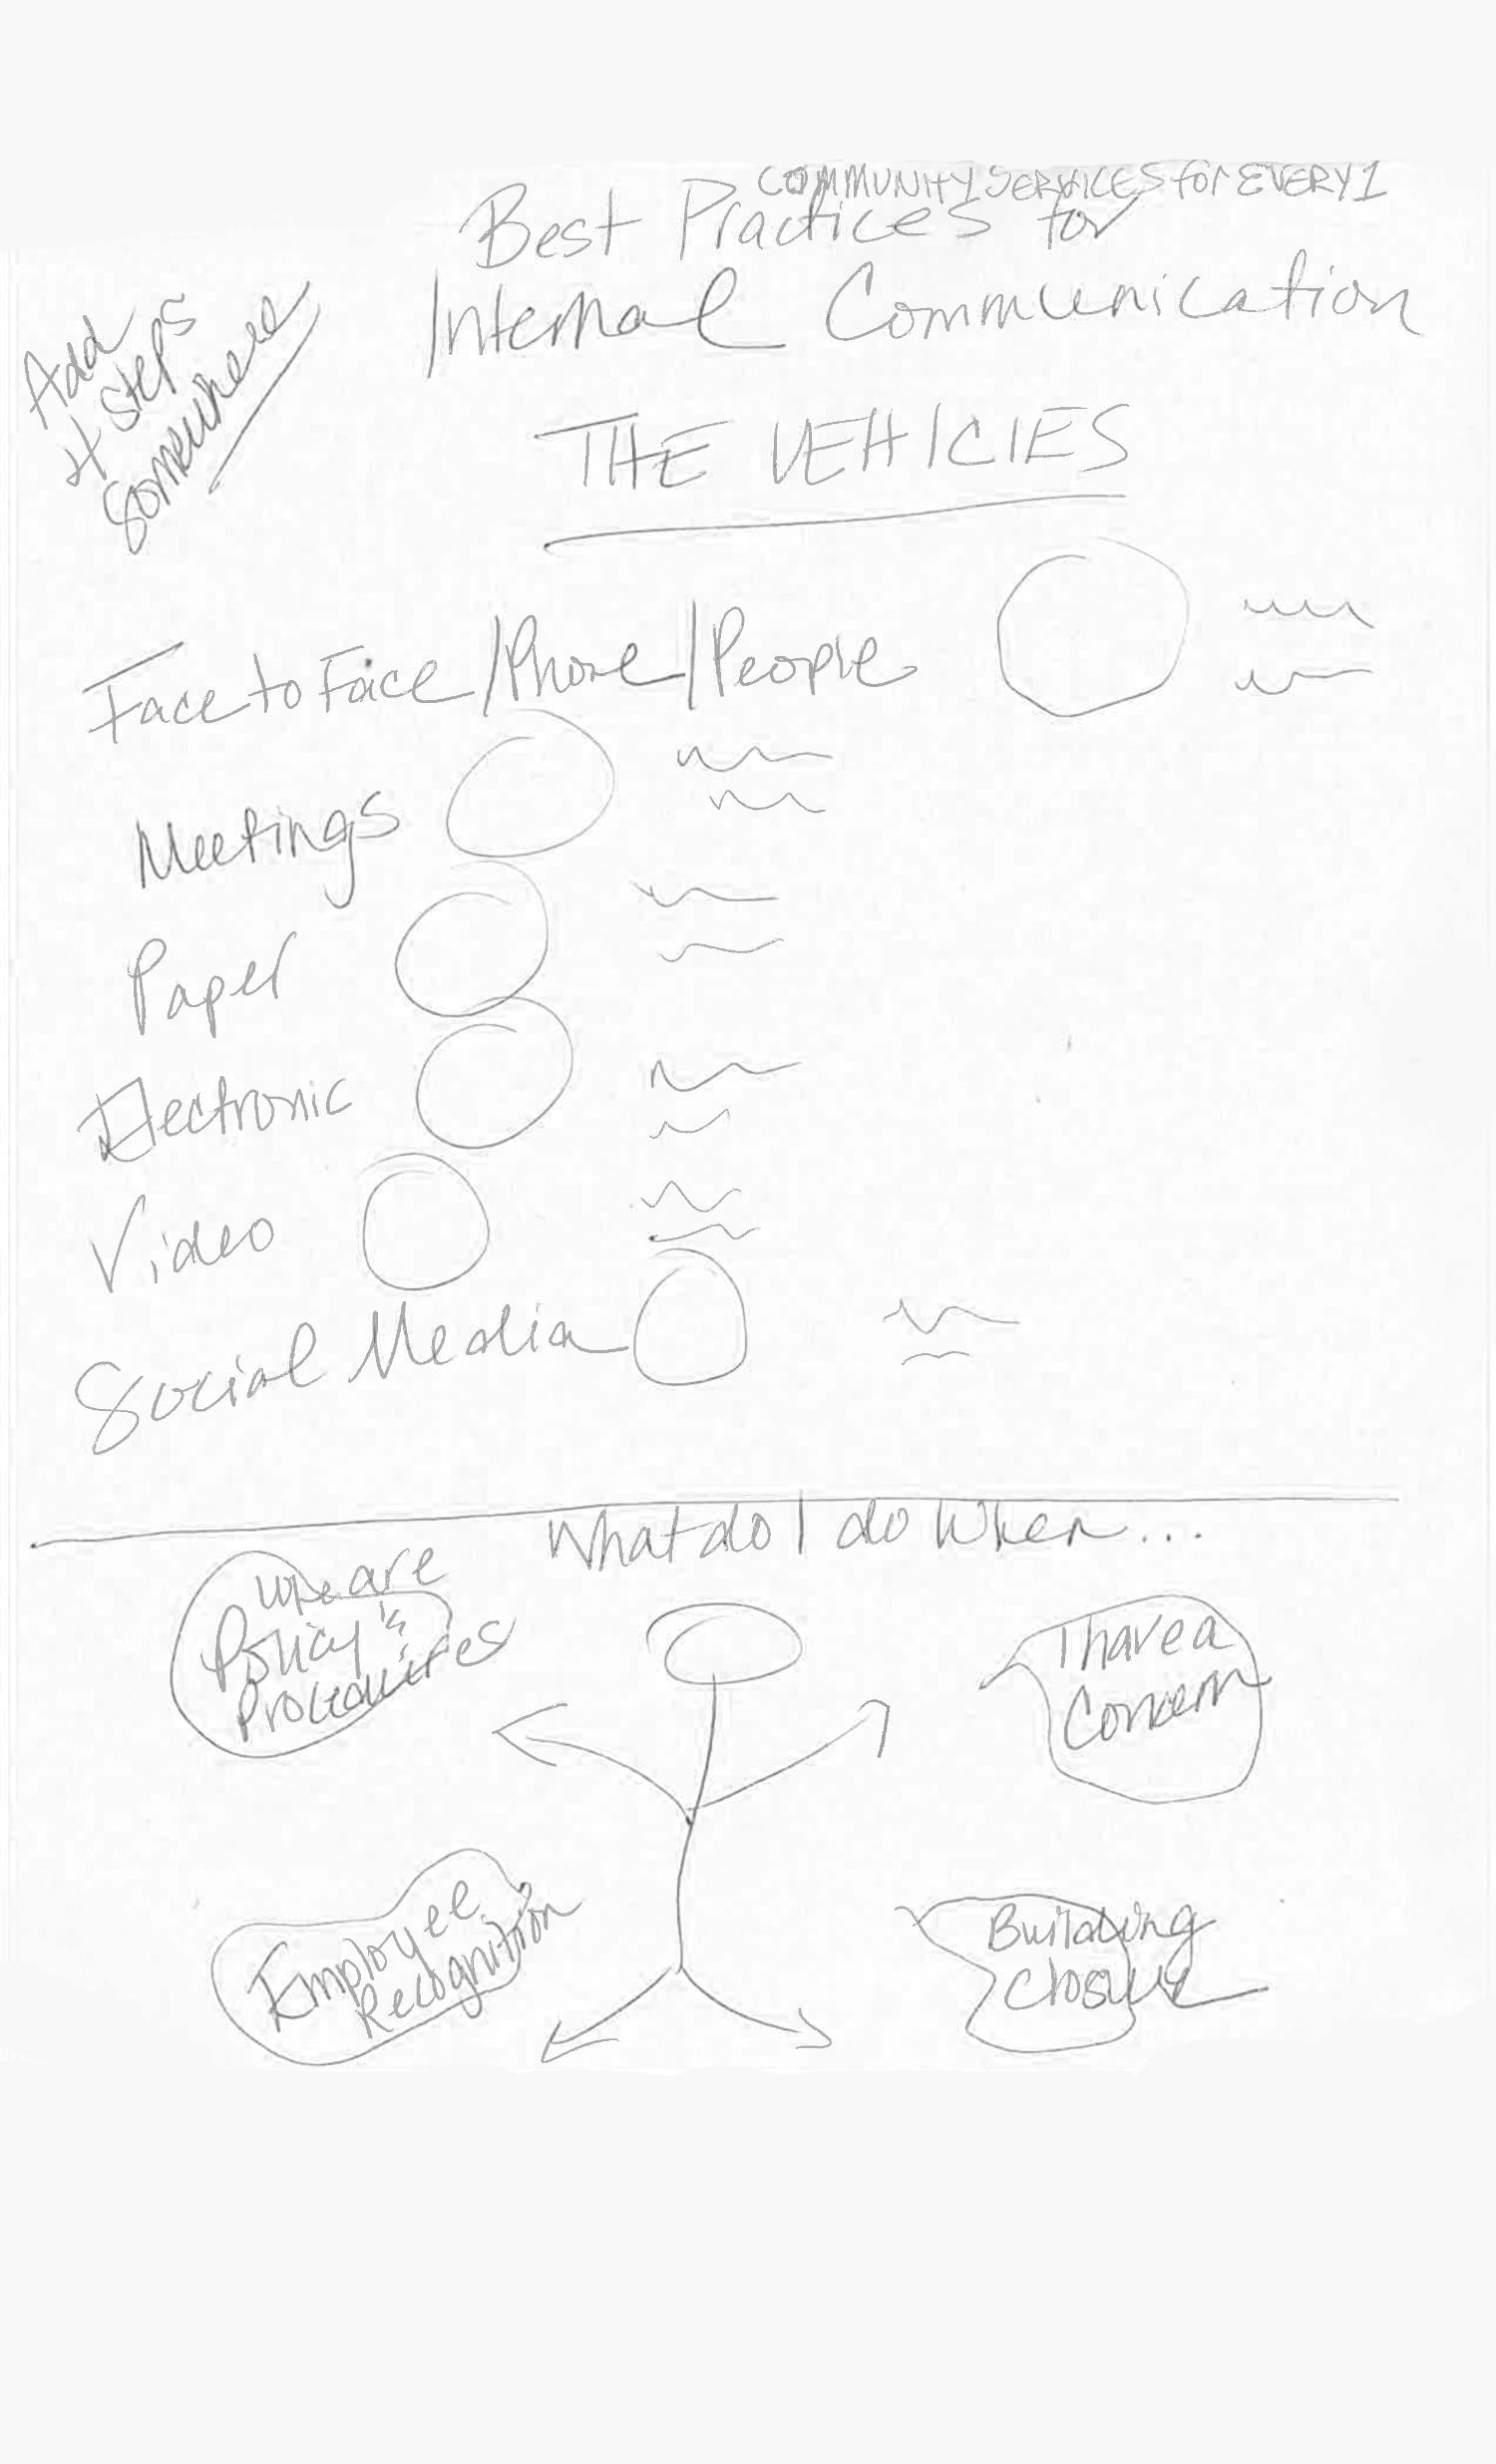 COMMUNITY SERVICES for EVERY1
Best Practices for
Internal Communication
Add
4 steps
somewhere
THE VEHICLES
Face to Face/Phone/People
Meetings
Paper
Electronic
Video
Social Media
What do I do when...
are
Policy's
Procedures
I have a
Concern
Employee
Recognition
Building
Closure